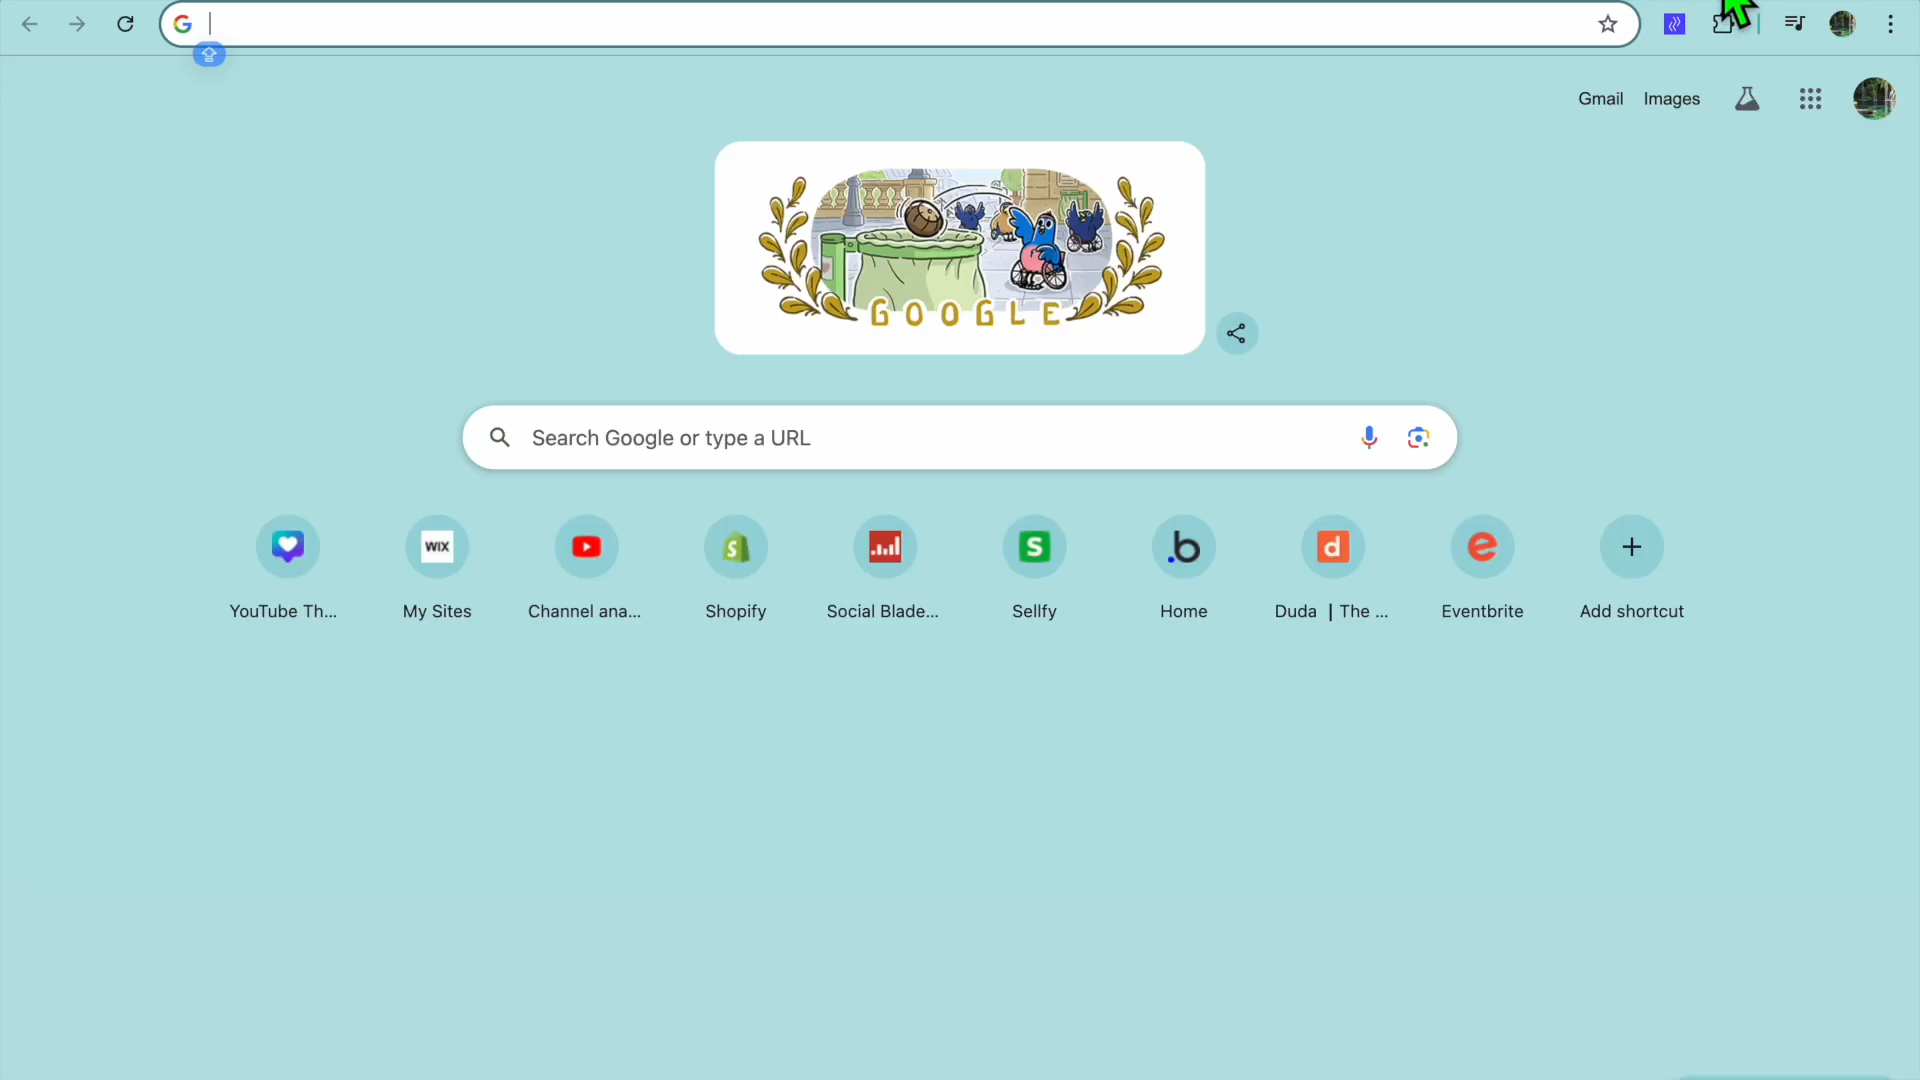 Gmail Images
GOOGLE
Search Google or type a URL
WIX
YouTube Th...
My Sites
Channel ana...
Shopify
Social Blade...
Sellfy
Home
Duda | The ...
Eventbrite
Add shortcut